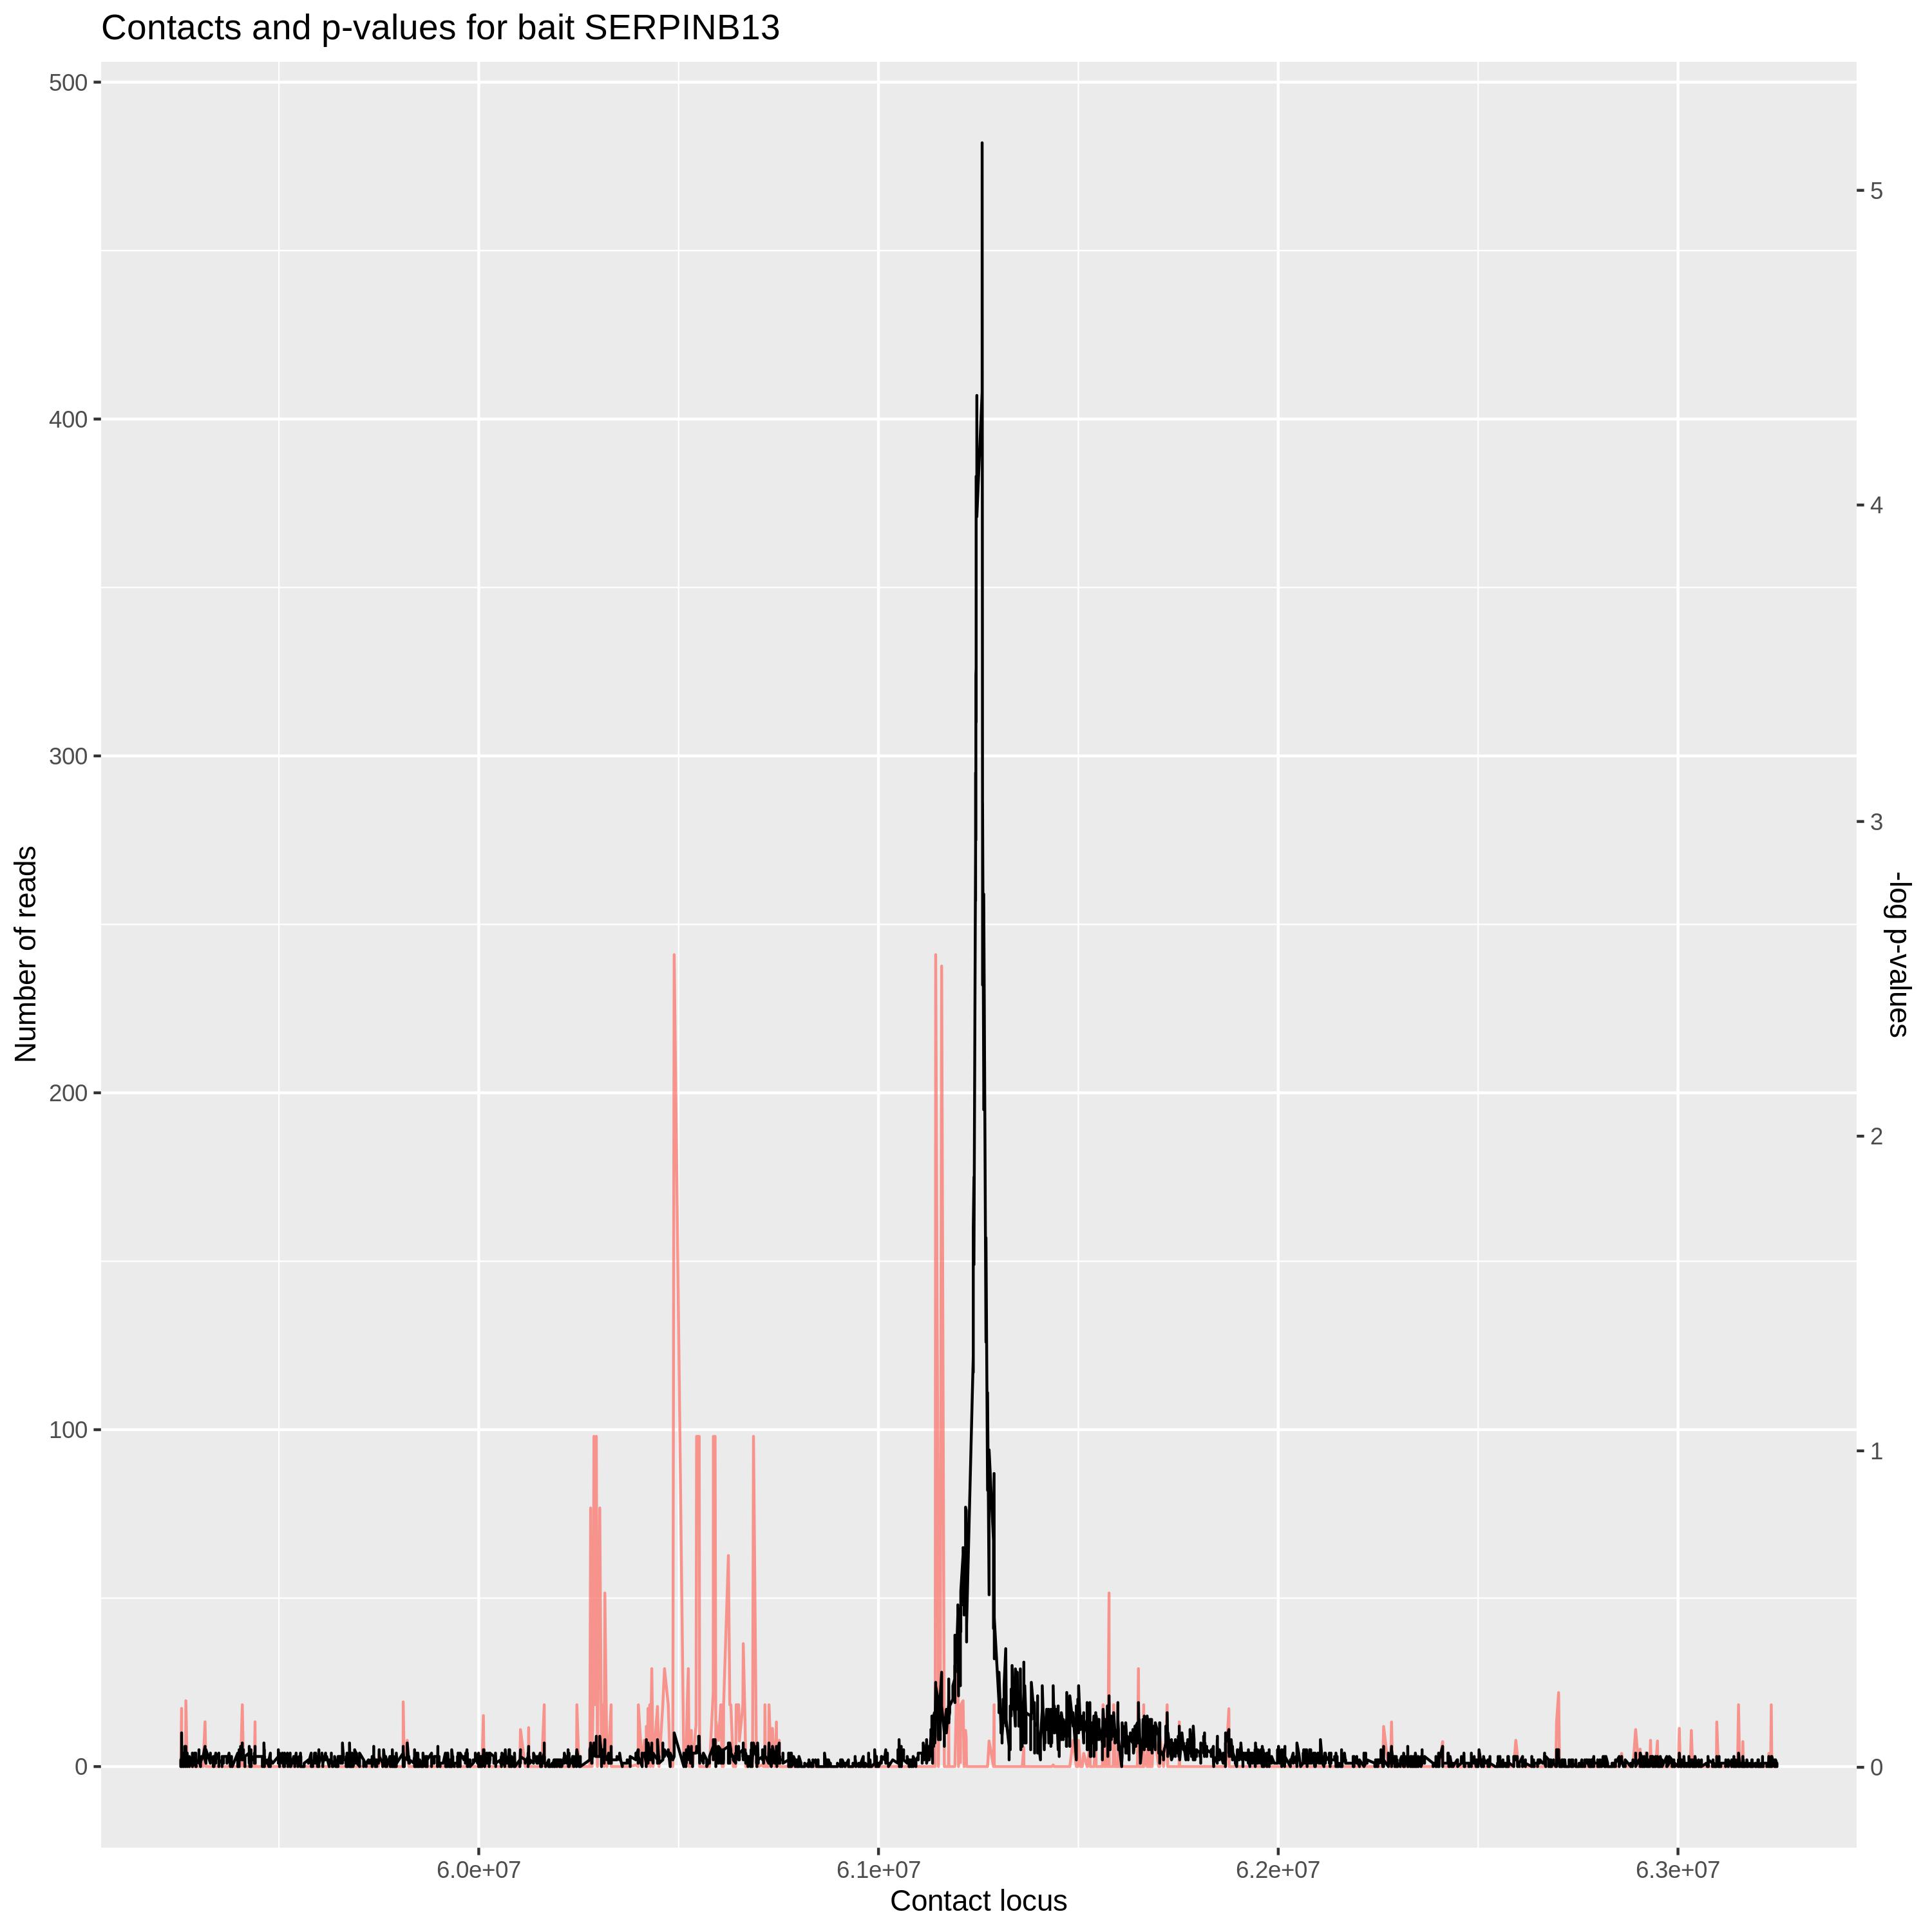 Contacts and p-values for bait SERPINB13
500
400
300
200
100
0
Number of reads
5
4
3
2
1
0
-log p-values
6.0e+07
6.1e+07
6.2e+07
6.3e+07
Contact locus